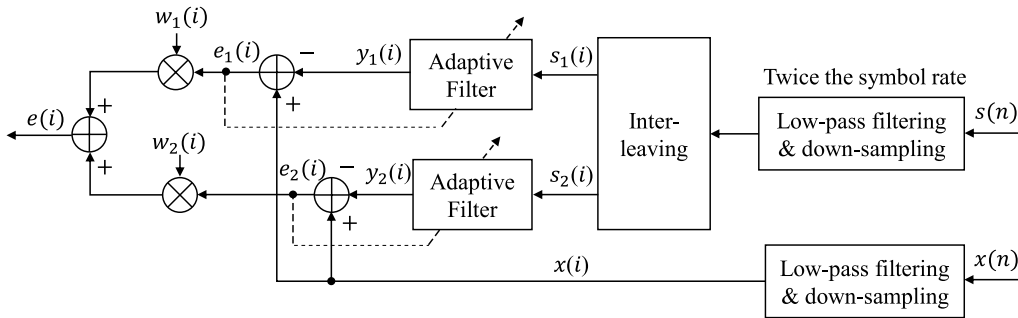 w₁(i)
e₁(i)
−
y₁(i)
Adaptive
Filter
s₁(i)
Twice the symbol rate
+
+
e(i)
Inter-
leaving
Low-pass filtering
& down-sampling
s(n)
+
w₂(i)
e₂(i)
−
y₂(i)
Adaptive
Filter
s₂(i)
+
x(i)
Low-pass filtering
& down-sampling
x(n)